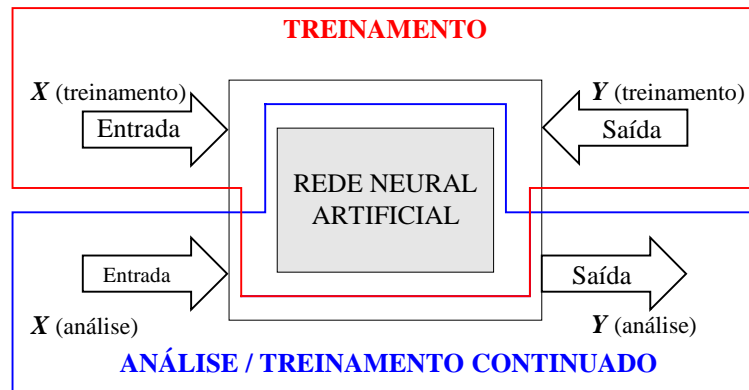 TREINAMENTO
X (treinamento)
Y (treinamento)
Entrada
Saída
REDE NEURAL
ARTIFICIAL
Entrada
Saída
X (análise)
Y (análise)
ANÁLISE / TREINAMENTO CONTINUADO